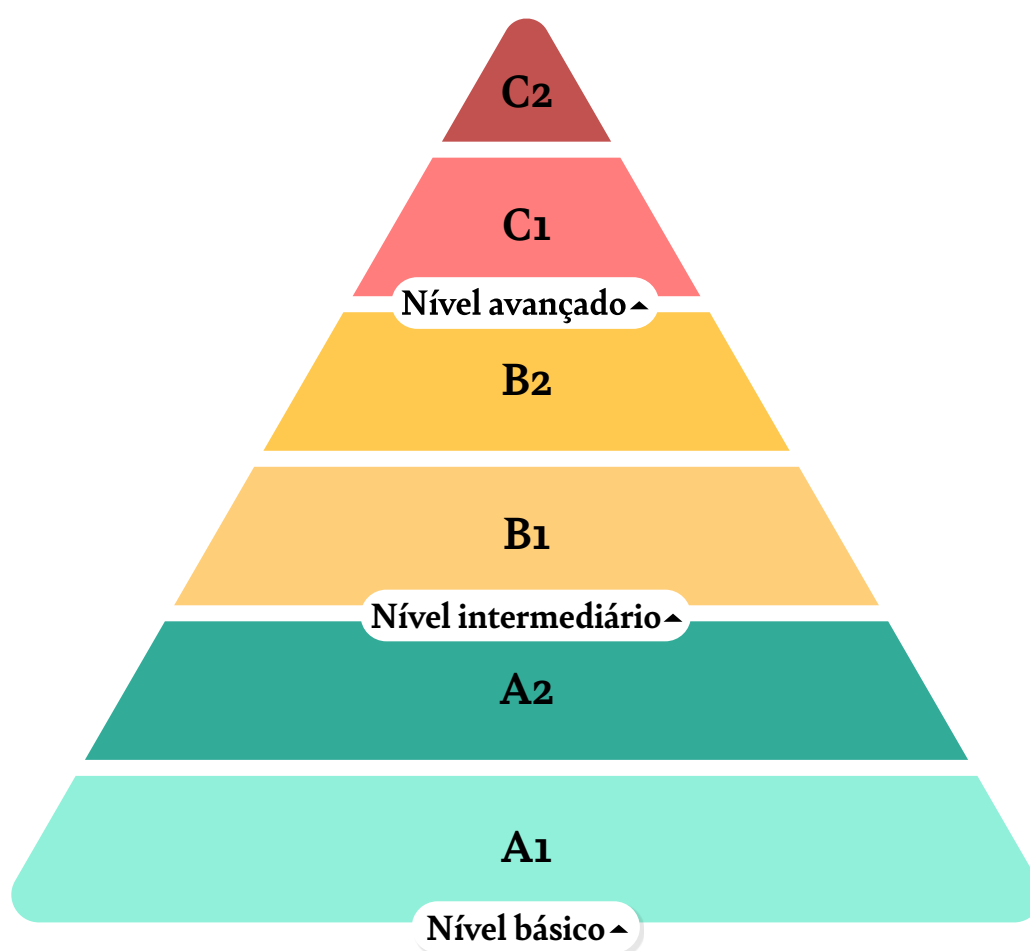 C2
C1
Nível avançado
B2
B1
Nível intermediário
A2
A1
Nível básico